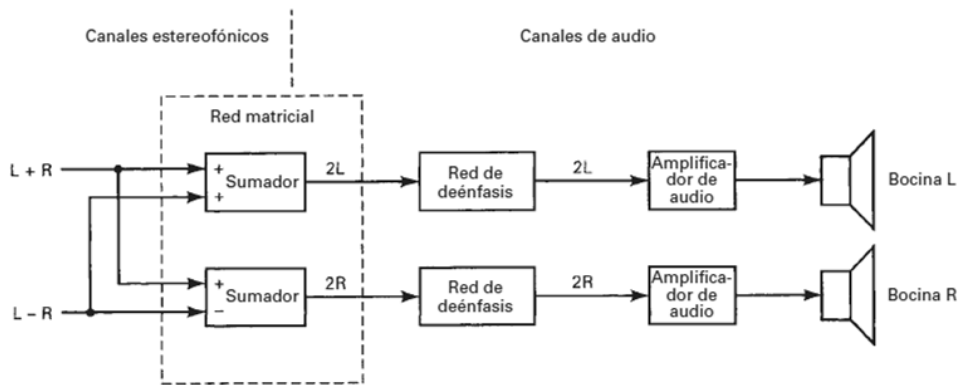 Canales estereofónicos
Canales de audio
Red matricial
L + R
+
+
Sumador
2L
Red de
deénfasis
2L
Amplifica-
dor de
audio
Bocina L
L – R
+
–
Sumador
2R
Red de
deénfasis
2R
Amplifica-
dor de
audio
Bocina R